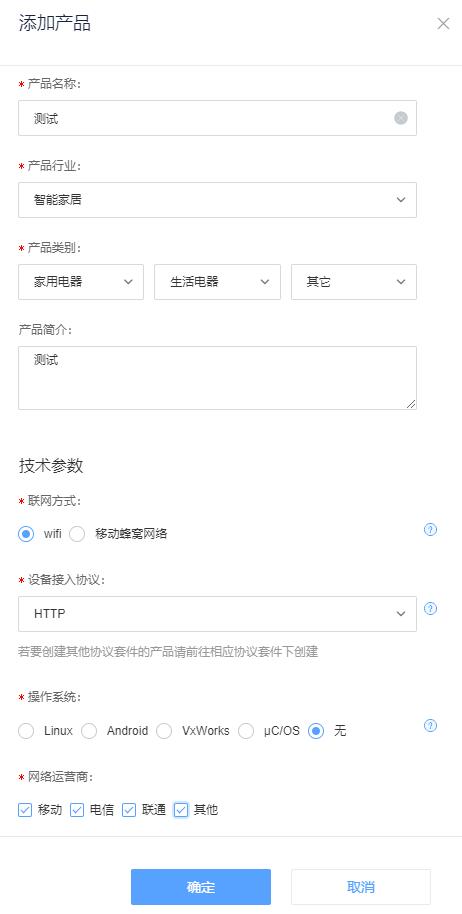 添加产品
* 产品名称:
测试
* 产品行业:
智能家居
* 产品类别:
家用电器 生活电器 其它
产品简介:
测试
技术参数
* 联网方式:
wifi 移动蜂窝网络
* 设备接入协议:
HTTP
若要创建其他协议套件的产品请前往相应协议套件下创建
* 操作系统:
Linux Android VxWorks μC/OS 无
* 网络运营商:
移动 电信 联通 其他
确定 取消